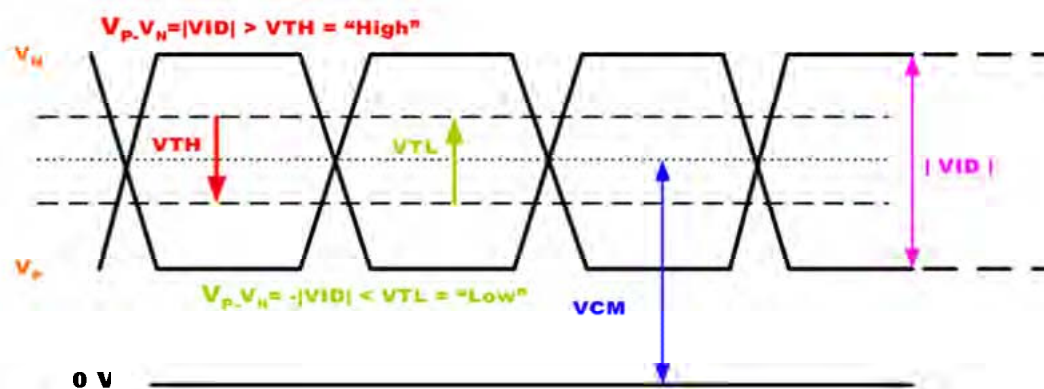 VP-VN=|VID| > VTH = “High”
VN
VTH
VTL
| VID |
VP
VP-VN= -|VID| < VTL = “Low”
VCM
0 V